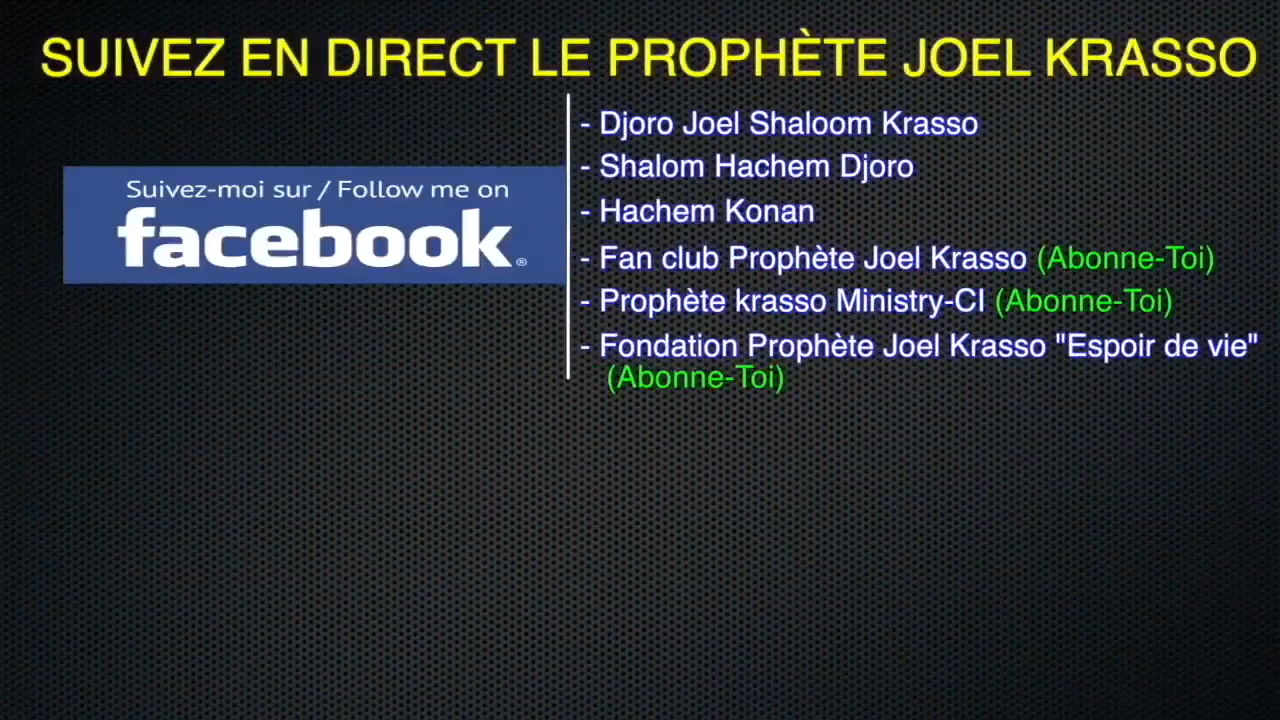 SUIVEZ EN DIRECT LE PROPHÈTE JOEL KRASSO
Suivez-moi sur / Follow me on
facebook®
- Djoro Joel Shaloom Krasso
- Shalom Hachem Djoro
- Hachem Konan
- Fan club Prophète Joel Krasso (Abonne-Toi)
- Prophète krasso Ministry-CI (Abonne-Toi)
- Fondation Prophète Joel Krasso "Espoir de vie"
(Abonne-Toi)